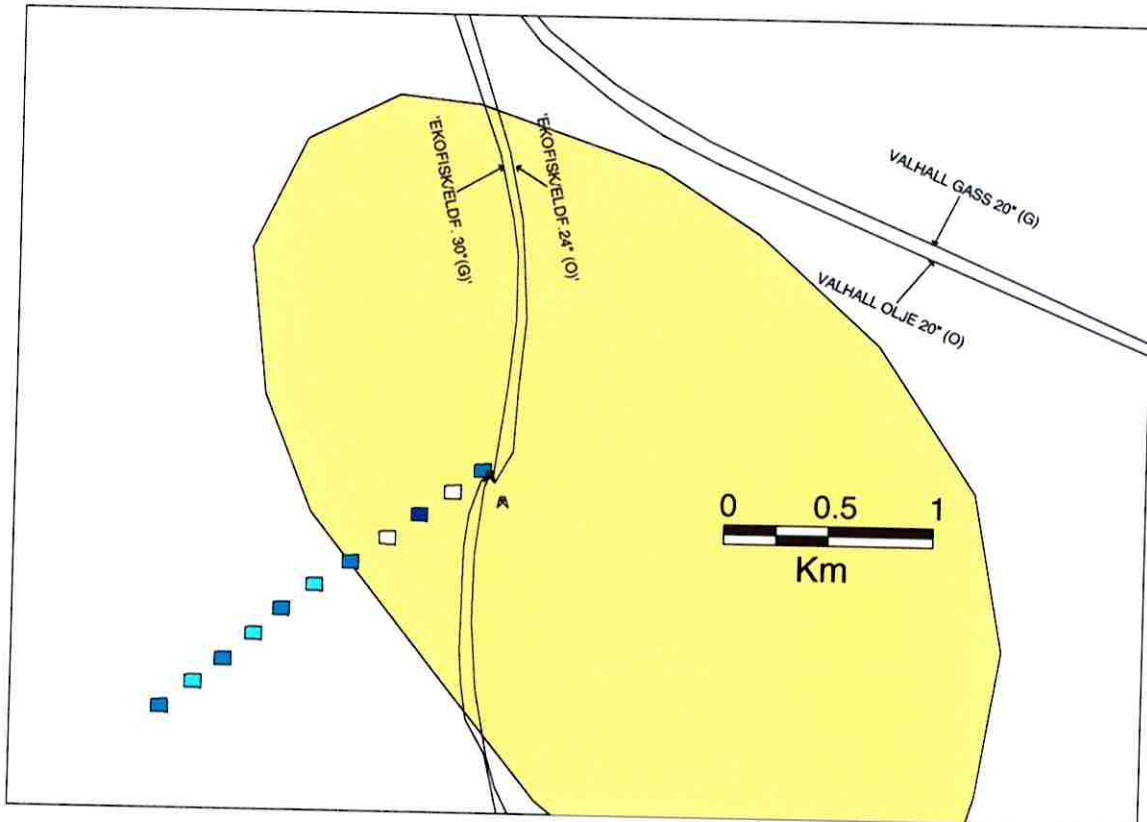 'EKOFISK/ELDF. 30"(G)'
'EKOFISK/ELDF.24" (O)'
VALHALL GASS 20" (G)
VALHALL OLJE 20" (O)
0 0.5 1
Km